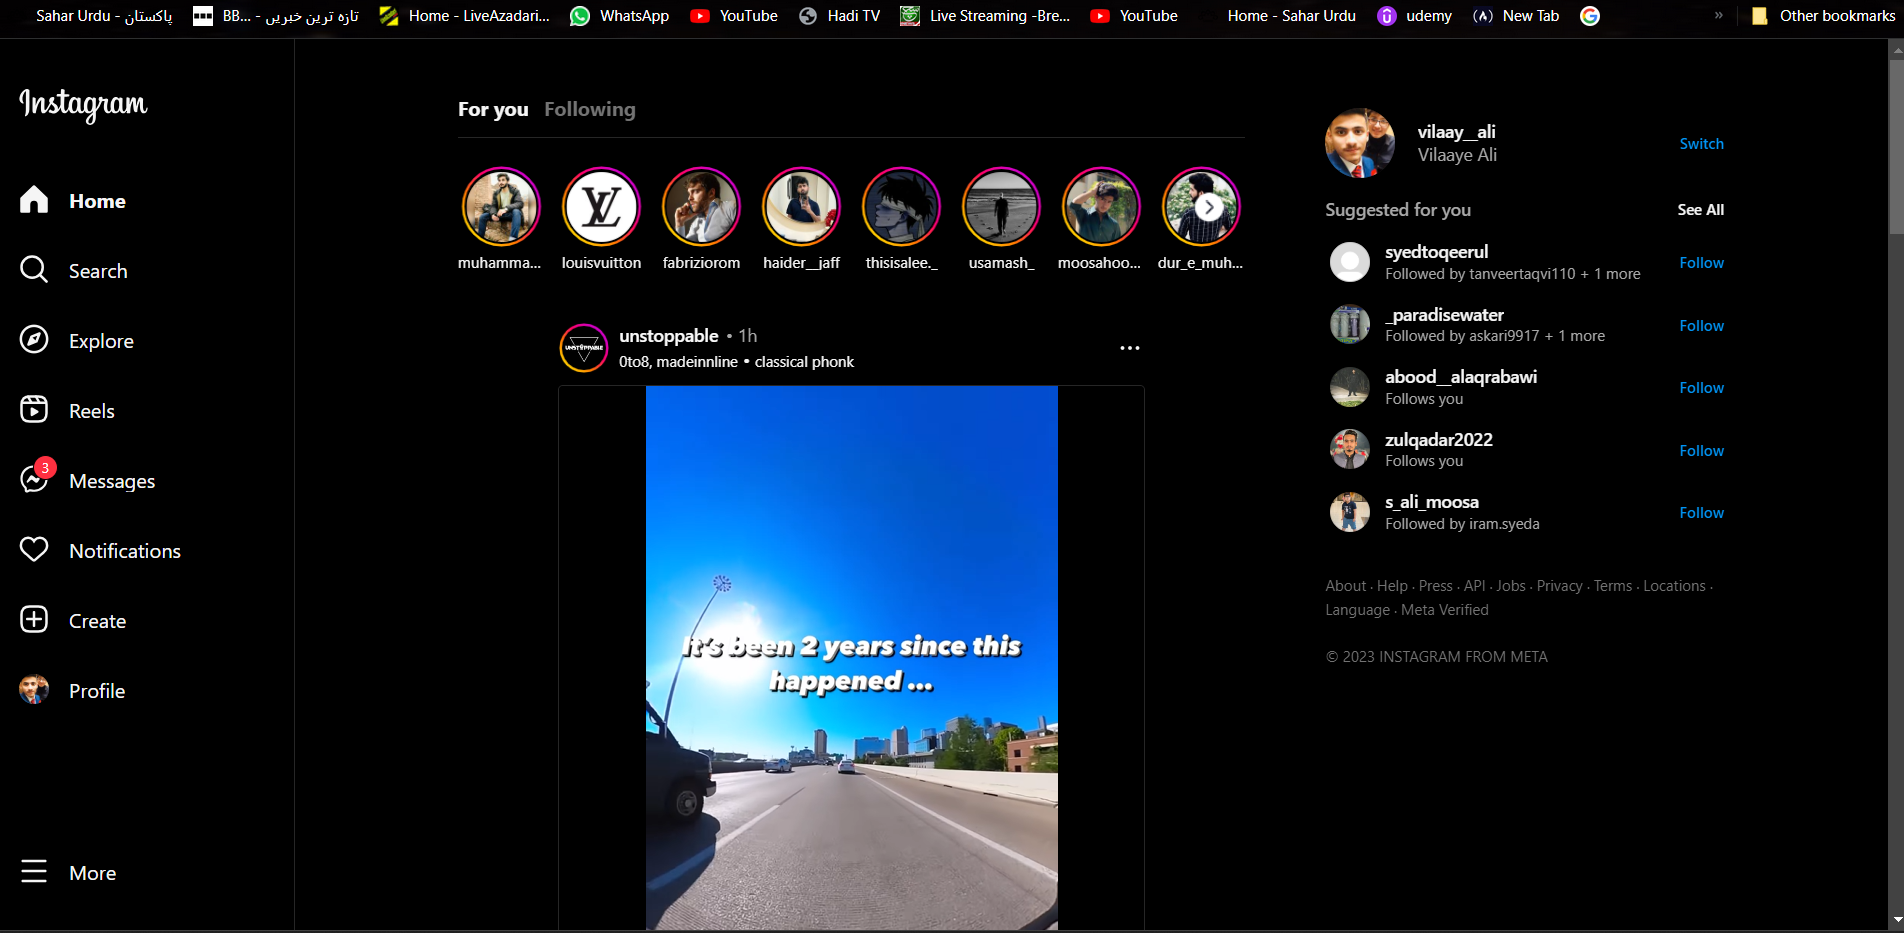 Sahar Urdu - پاکستان
BB... - تازه ترین خبریں
Home - LiveAzadari...
WhatsApp
YouTube
Hadi TV
Live Streaming -Bre...
YouTube
Home - Sahar Urdu
udemy
(Λ) New Tab
G
»
Other bookmarks
Instagram
Home
Search
Explore
Reels
3
Messages
Notifications
Create
Profile
More
For you Following
LV
muhamma... louisvuitton fabriziorom haider__jaff thisisalee._ usamash_ moosahoo... dur_e_muh...
UNSTOPPABLE
unstoppable • 1h
0to8, madeinnline • classical phonk
It's been 2 years since this
happened ...
vilaay__ali
Vilaaye Ali
Switch
Suggested for you See All
syedtoqeerul
Followed by tanveertaqvi110 + 1 more
Follow
_paradisewater
Followed by askari9917 + 1 more
Follow
abood__alaqrabawi
Follows you
Follow
zulqadar2022
Follows you
Follow
s_ali_moosa
Followed by iram.syeda
Follow
About · Help · Press · API · Jobs · Privacy · Terms · Locations ·
Language · Meta Verified
© 2023 INSTAGRAM FROM META